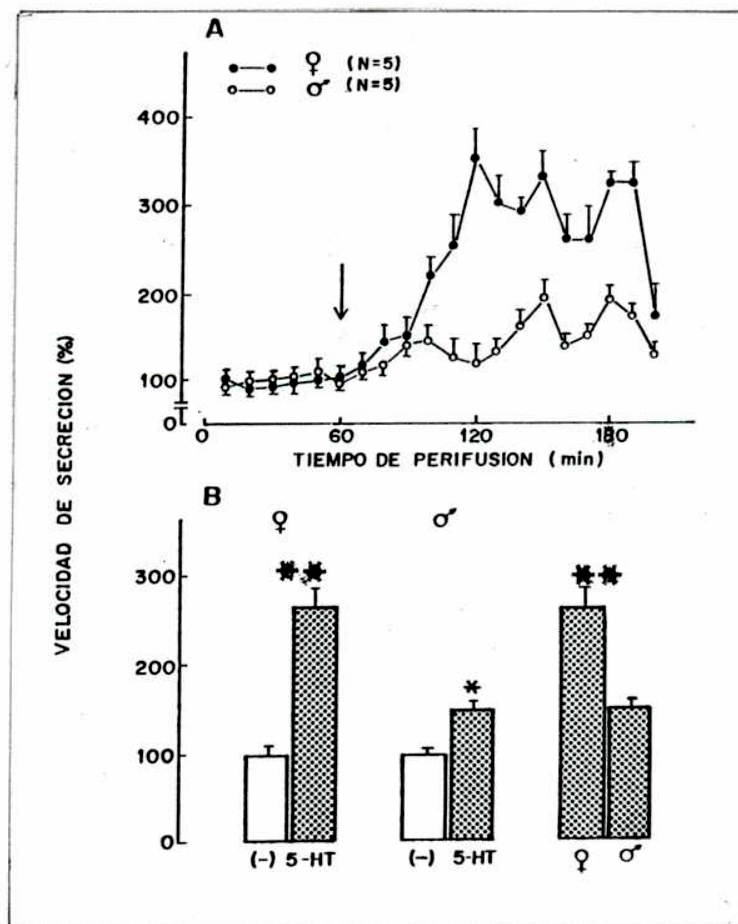 A
♀ (N=5)
♂ (N=5)
400
300
200
100
0
0 60 120 180
TIEMPO DE PERIFUSION (min)
VELOCIDAD DE SECRECION (%)
B
♀ ♂
** * **
300
200
100
0
(-) 5-HT (-) 5-HT ♀ ♂